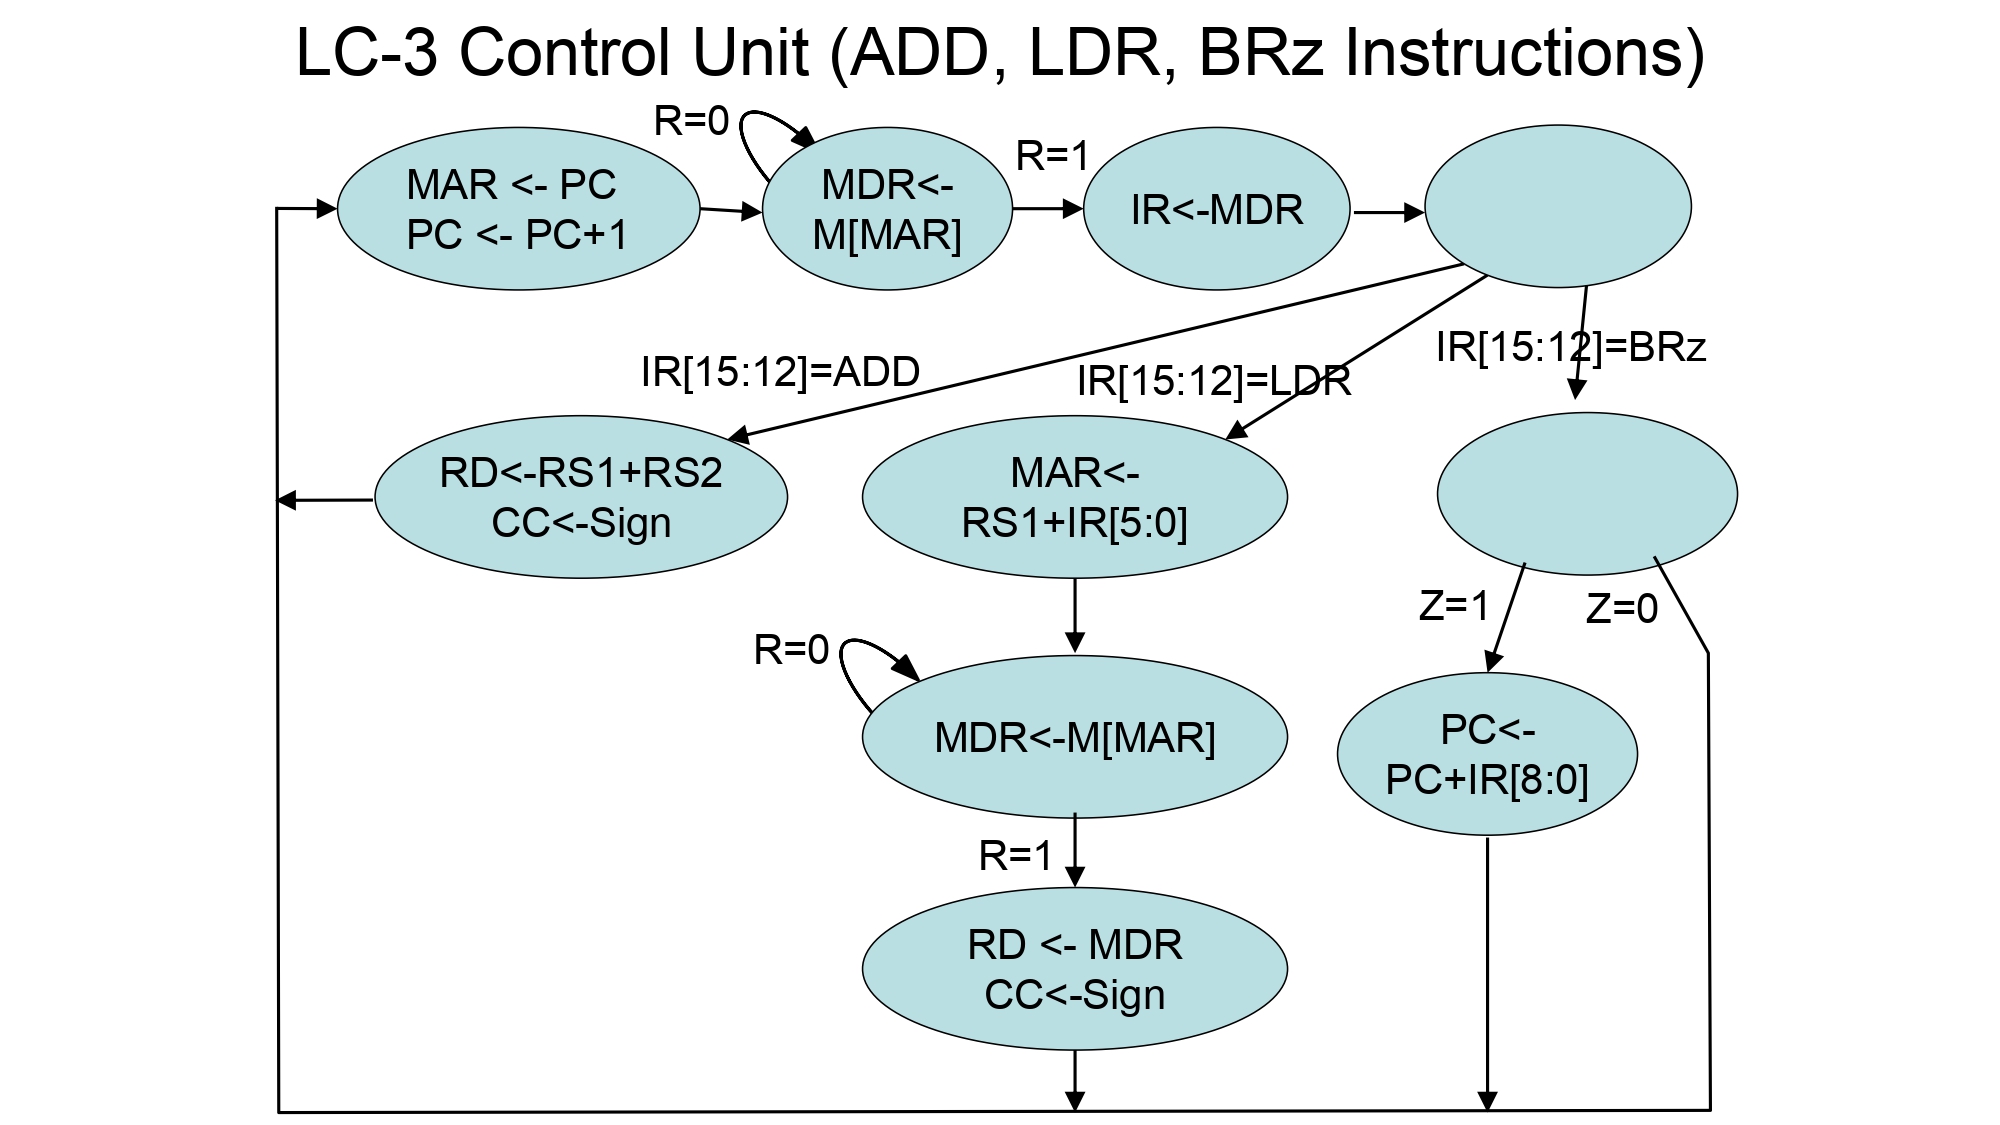 LC-3 Control Unit (ADD, LDR, BRz Instructions)
R=0
MAR <- PC
PC <- PC+1
MDR<-
M[MAR]
R=1
IR<-MDR
IR[15:12]=ADD
IR[15:12]=LDR
IR[15:12]=BRz
RD<-RS1+RS2
CC<-Sign
MAR<-
RS1+IR[5:0]
Z=1
Z=0
R=0
MDR<-M[MAR]
PC<-
PC+IR[8:0]
R=1
RD <- MDR
CC<-Sign